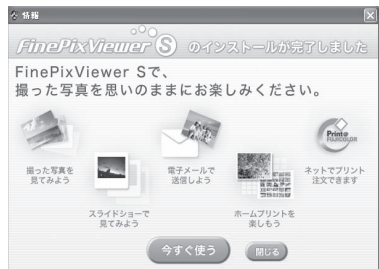 情報
FinePixViewer S のインストールが完了しました
FinePixViewer Sで、
撮った写真を思いのままにお楽しみください。
撮った写真を
見てみよう
スライドショーで
見てみよう
電子メールで
送信しよう
ホームプリントを
楽しもう
Print@
FUJICOLOR
ネットでプリント
注文できます
今すぐ使う
閉じる